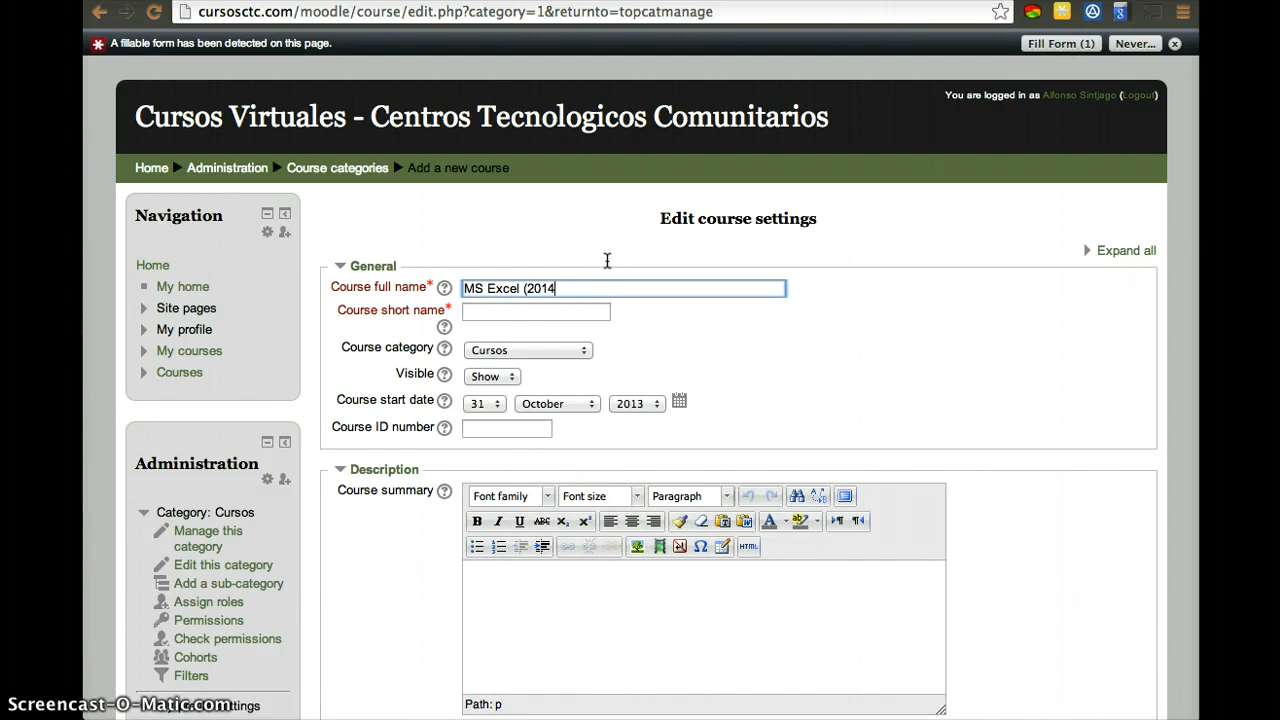 cursosctc.com/moodle/course/edit.php?category=1&returnto=topcatmanage
A fillable form has been detected on this page.
Fill Form (1)
Never...
You are logged in as Alfonso Sintjago (Logout)
Cursos Virtuales - Centros Tecnologicos Comunitarios
Home ▶ Administration ▶ Course categories ▶ Add a new course
Navigation
Home
My home
Site pages
My profile
My courses
Courses
Administration
Category: Cursos
Manage this
category
Edit this category
Add a sub-category
Assign roles
Permissions
Check permissions
Cohorts
Filters
Edit course settings
Expand all
General
Course full name* MS Excel (2014
Course short name*
Course category Cursos
Visible Show
Course start date 31 October 2013
Course ID number
Description
Course summary
Font family Font size Paragraph
B I U ABC X₂ X²
HTML
Path: p
Screencast-O-Matic.com